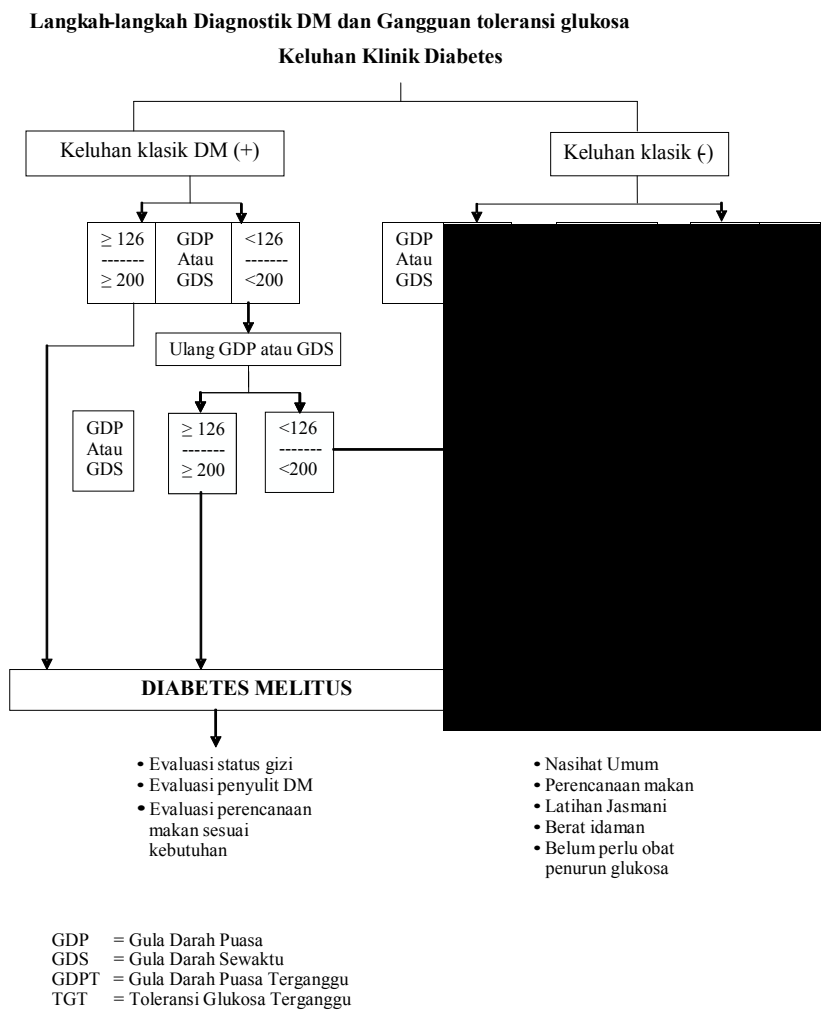 Langkah-langkah Diagnostik DM dan Gangguan toleransi glukosa
Keluhan Klinik Diabetes
Keluhan klasik DM (+)
Keluhan klasik (-)
≥ 126
-------
≥ 200
GDP
Atau
GDS
<126
-------
<200
GDP
Atau
GDS
Ulang GDP atau GDS
GDP
Atau
GDS
≥ 126
-------
≥ 200
<126
-------
<200
DIABETES MELITUS
• Evaluasi status gizi
• Evaluasi penyulit DM
• Evaluasi perencanaan
makan sesuai
kebutuhan
• Nasihat Umum
• Perencanaan makan
• Latihan Jasmani
• Berat idaman
• Belum perlu obat
penurun glukosa
GDP = Gula Darah Puasa
GDS = Gula Darah Sewaktu
GDPT = Gula Darah Puasa Terganggu
TGT = Toleransi Glukosa Terganggu